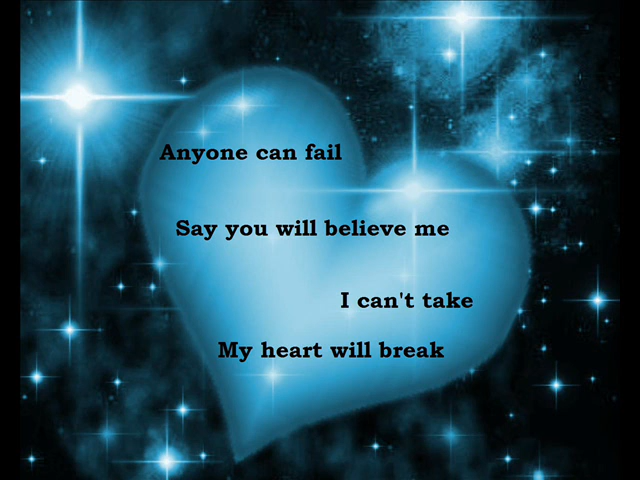 Anyone can fail
Say you will believe me
I can't take
My heart will break